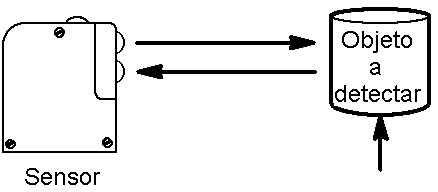 Objeto
a
detectar
Sensor